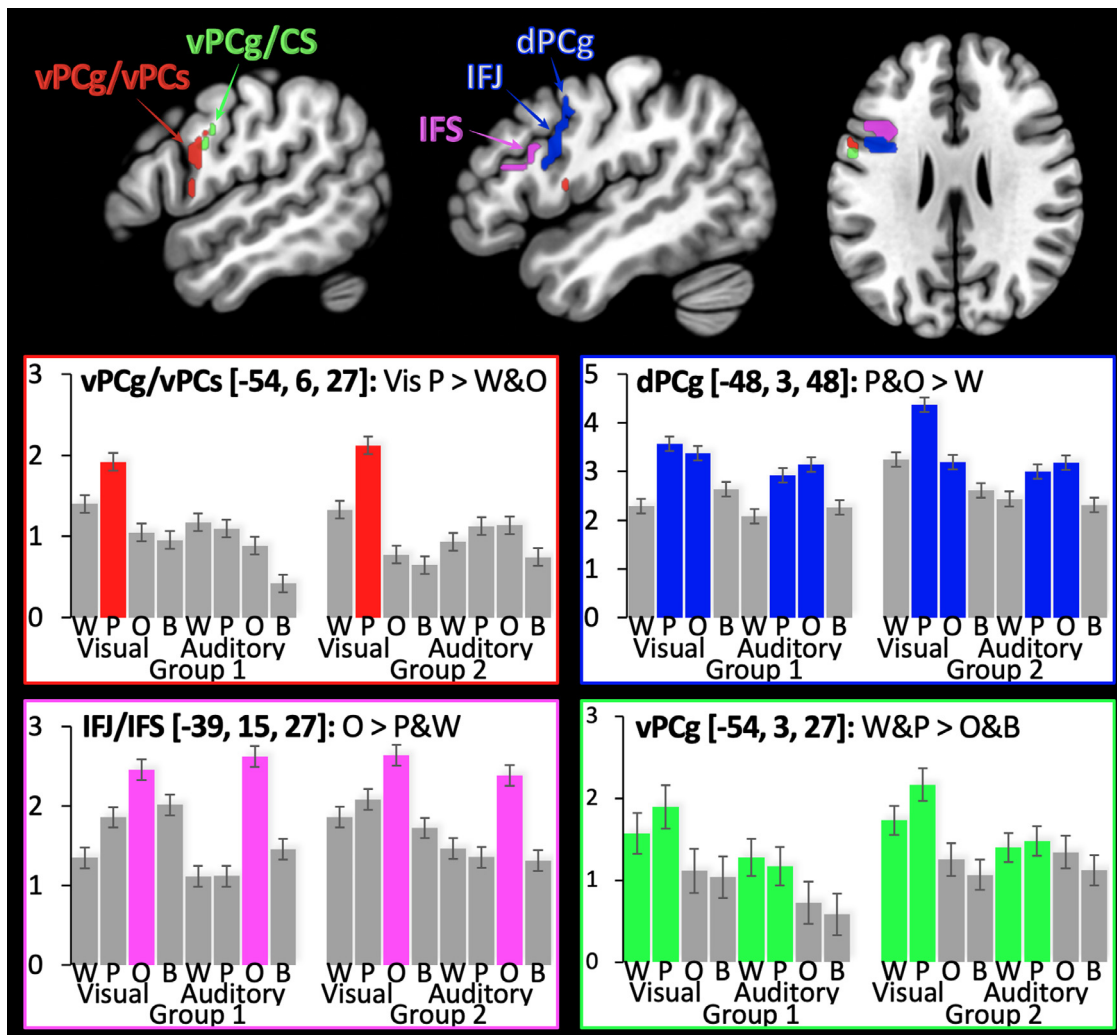 vPCg/CS
vPCg/vPCs
dPCg
IFJ
IFS
vPCg/vPCs [-54, 6, 27]: Vis P > W&O
3
2
1
0
W P O B W P O B W P O B W P O B
Visual Auditory Visual Auditory
Group 1 Group 2
dPCg [-48, 3, 48]: P&O > W
5
4
3
2
1
0
W P O B W P O B W P O B W P O B
Visual Auditory Visual Auditory
Group 1 Group 2
IFJ/IFS [-39, 15, 27]: O > P&W
3
2
1
0
W P O B W P O B W P O B W P O B
Visual Auditory Visual Auditory
Group 1 Group 2
vPCg [-54, 3, 27]: W&P > O&B
3
2
1
0
W P O B W P O B W P O B W P O B
Visual Auditory Visual Auditory
Group 1 Group 2